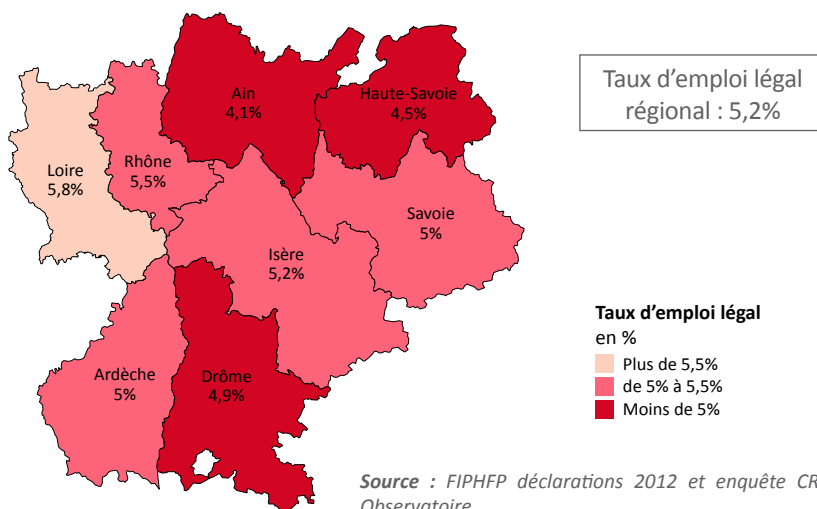 Ain
4,1%
Haute-Savoie
4,5%
Taux d'emploi légal
régional : 5,2%
Loire
5,8%
Rhône
5,5%
Savoie
5%
Isère
5,2%
Ardèche
5%
Drôme
4,9%
Taux d'emploi légal
en %
Plus de 5,5%
de 5% à 5,5%
Moins de 5%
Source : FIPHFP déclarations 2012 et enquête CR
Observatoire